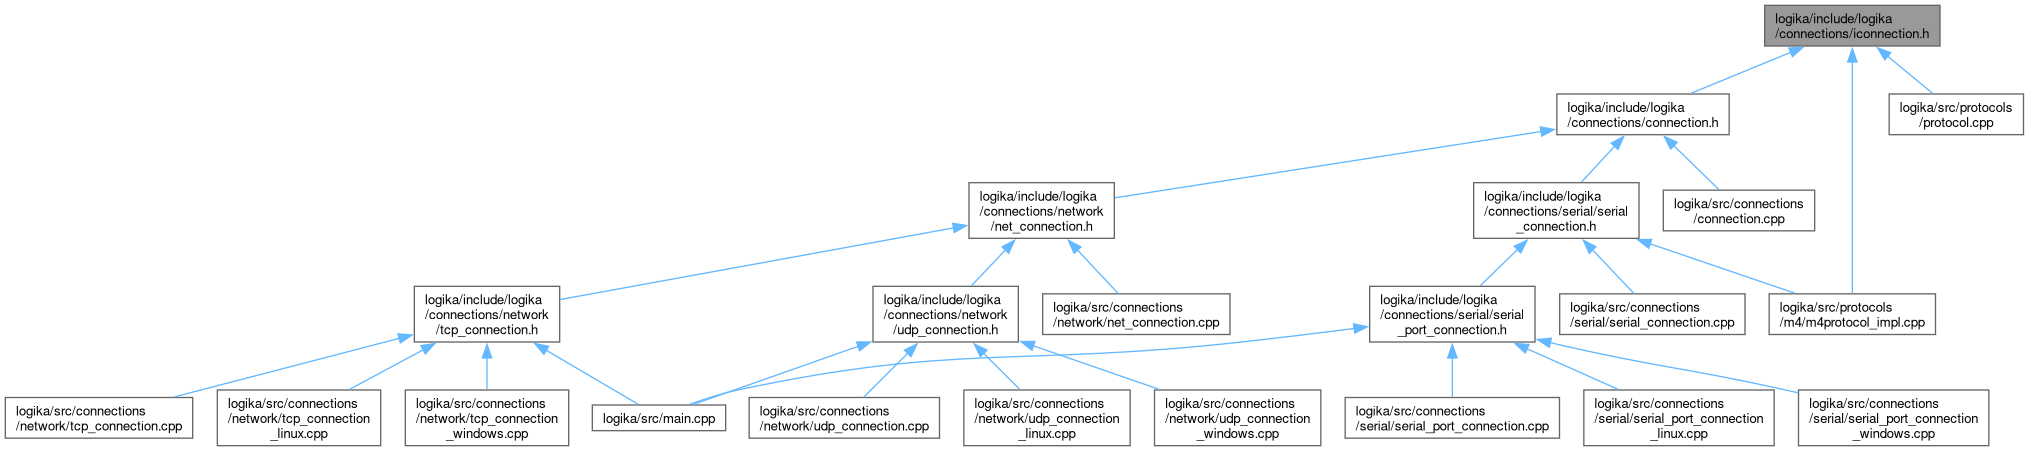 logika/include/logika
/connections/iconnection.h
logika/include/logika
/connections/connection.h
logika/src/protocols
/protocol.cpp
logika/include/logika
/connections/network
/net_connection.h
logika/include/logika
/connections/serial/serial
_connection.h
logika/src/connections
/connection.cpp
logika/include/logika
/connections/network
/tcp_connection.h
logika/include/logika
/connections/network
/udp_connection.h
logika/src/connections
/network/net_connection.cpp
logika/include/logika
/connections/serial/serial
_port_connection.h
logika/src/connections
/serial/serial_connection.cpp
logika/src/protocols
/m4/m4protocol_impl.cpp
logika/src/connections
/network/tcp_connection.cpp
logika/src/connections
/network/tcp_connection
_linux.cpp
logika/src/connections
/network/tcp_connection
_windows.cpp
logika/src/main.cpp
logika/src/connections
/network/udp_connection.cpp
logika/src/connections
/network/udp_connection
_linux.cpp
logika/src/connections
/network/udp_connection
_windows.cpp
logika/src/connections
/serial/serial_port_connection.cpp
logika/src/connections
/serial/serial_port_connection
_linux.cpp
logika/src/connections
/serial/serial_port_connection
_windows.cpp